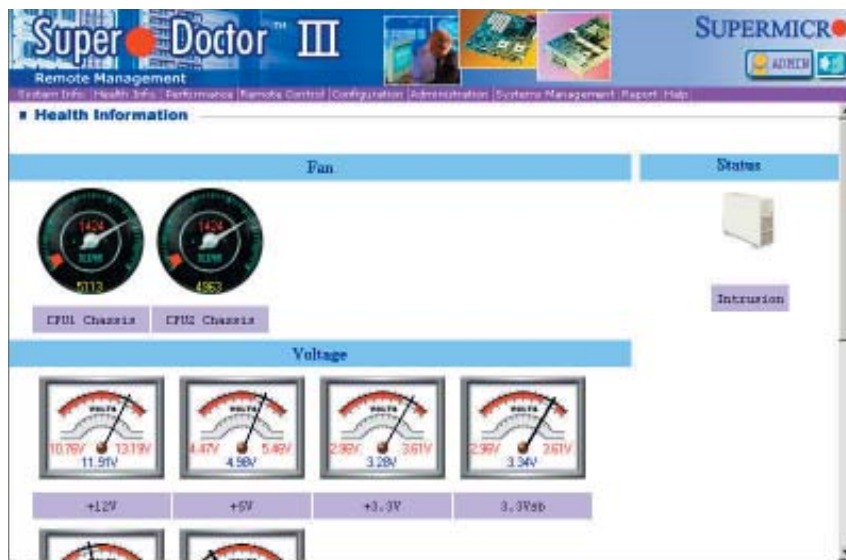 Super Doctor™ III
SUPERMICRO
ADMIN
Remote Management
System Info Health Info Performance Remote Control Configuration Administration Systems Management Report Help
Health Information
Fan
Status
1424
1424
5113
4963
CPU1 Chassis
CPU2 Chassis
Intrusion
Voltage
VOLTS
VOLTS
VOLTS
VOLTS
10.76V 13.19V
4.47V 5.46V
2.96V 3.61V
2.96V 3.61V
11.91V
4.98V
3.28V
3.34V
+12V
+5V
+3.3V
3.3Vsb